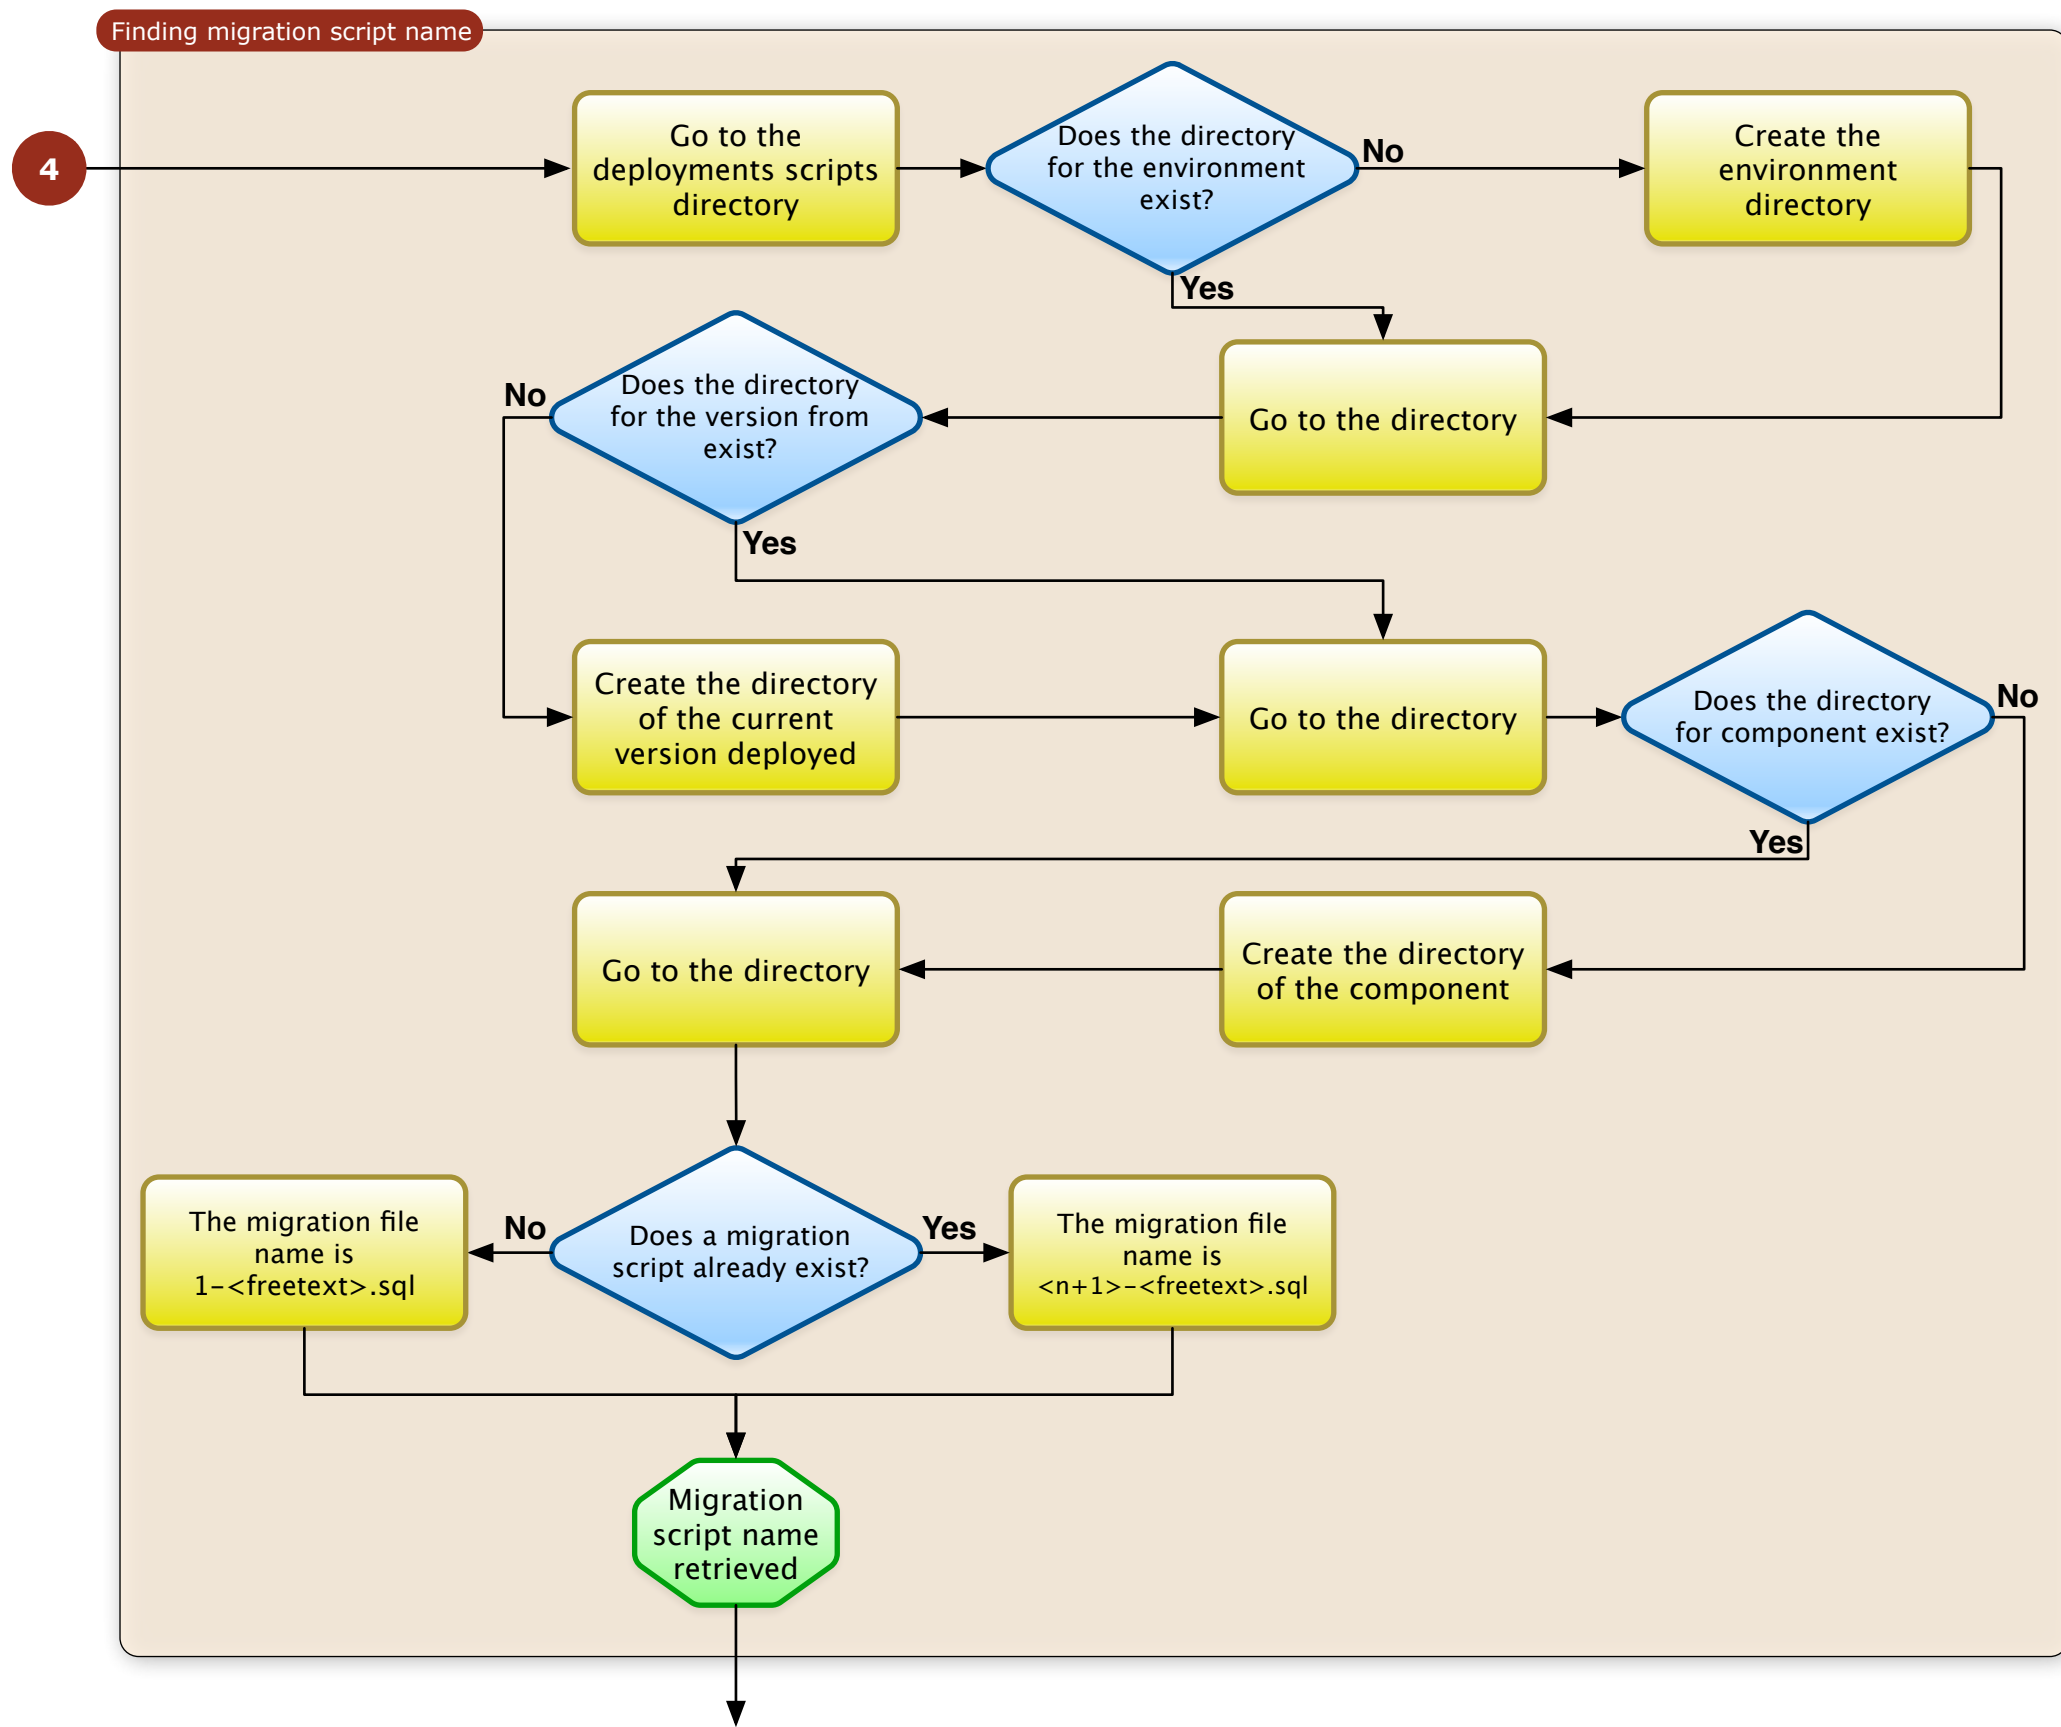 Finding migration script name
4
Go to the
deployments scripts
directory
Does the directory
for the environment
exist?
No
Create the
environment
directory
Yes
No
Does the directory
for the version from
exist?
Go to the directory
Yes
Create the directory
of the current
version deployed
Go to the directory
Does the directory
for component exist?
No
Yes
Go to the directory
Create the directory
of the component
The migration file
name is
1-<freetext>.sql
No
Does a migration
script already exist?
Yes
The migration file
name is
<n+1>-<freetext>.sql
Migration
script name
retrieved